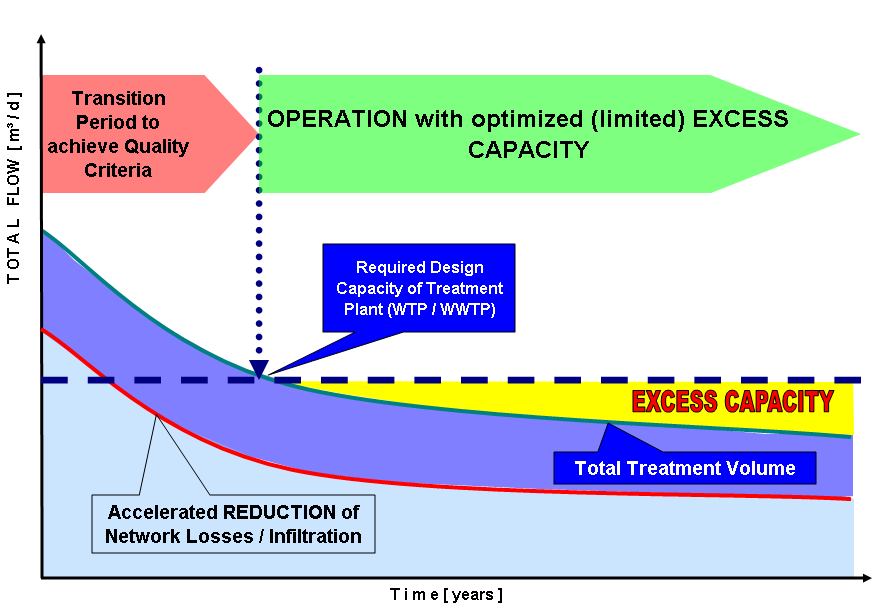 Transition
Period to
achieve Quality
Criteria
OPERATION with optimized (limited) EXCESS
CAPACITY
TOTAL FLOW [ m³ / d ]
Required Design
Capacity of Treatment
Plant (WTP / WWTP)
EXCESS CAPACITY
Total Treatment Volume
Accelerated REDUCTION of
Network Losses / Infiltration
Time [ years ]